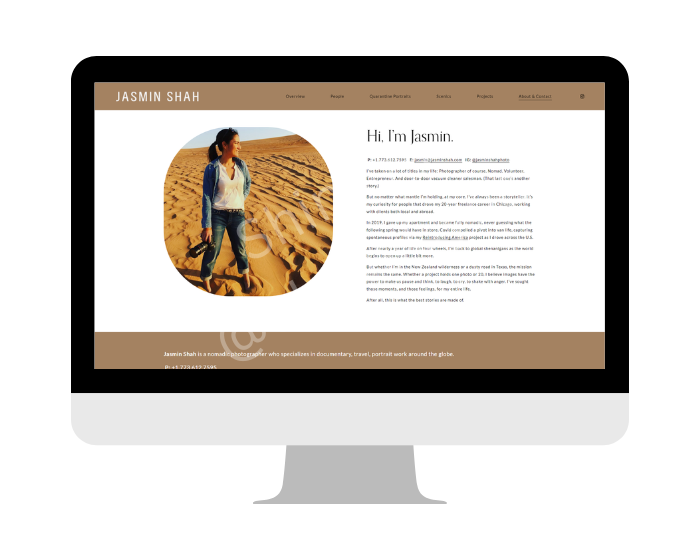 JASMIN SHAH
Overview People Quarantine Portraits Events Projects About & Contact
Hi, I'm Jasmin.
P: +1 773.612.7595 E: jasmin@jasminshah.com IG: @jasminshahphoto
I've taken on a lot of titles in my life: Photographer of course. Nomad. Volunteer.
Entrepreneur. And door-to-door vacuum cleaner salesman. (That last one's another
story.)
But no matter what mantle I'm holding, at my core, I've always been a storyteller. It's
my curiosity for people that drove my 20-year freelance career in Chicago, working
with clients both local and abroad.
In 2019, I gave up my apartment and became fully nomadic, never guessing what the
following spring would have in store. Covid compelled a pivot into van life, capturing
spontaneous profiles via my Reintroducing America project as I drove across the U.S.
After nearly a year of life on four wheels, I'm back to global shenanigans as the world
begins to open up a little bit more.
But whether I'm in the New Zealand wilderness or a dusty road in Texas, the mission
remains the same. Whether a project holds one photo or 25, I believe images have the
power to make us pause and think, to laugh, to cry, to shake with anger. I've sought
those moments, and those feelings, for my entire life.
After all, this is what the best stories are made of.
Jasmin Shah is a nomadic photographer who specializes in documentary, travel, portrait work around the globe.
P: +1 773.612.7595